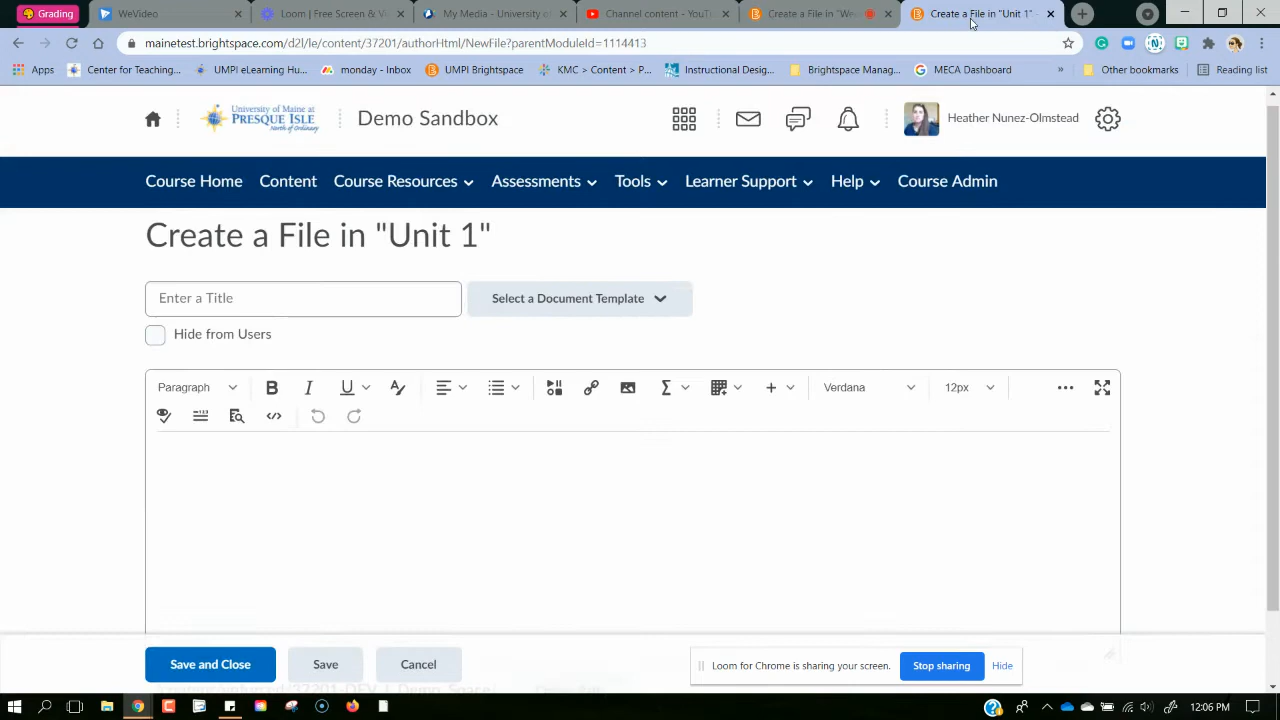 Grading
WeVideo
Loom | Free Screen & V
My Media - University of
Channel content - YouT
Create a File in "We
Create a File in "Unit 1"
mainetest.brightspace.com/d2l/le/content/37201/authorHtml/NewFile?parentModuleId=1114413
Apps
Center for Teaching...
UMPI eLearning Hu...
monday - Inbox
UMPI Brightspace
KMC > Content > P...
Instructional Desig...
Brightspace Manag...
MECA Dashboard
»
Other bookmarks
Reading list
University of Maine at
PRESQUE ISLE
North of Ordinary
Demo Sandbox
Heather Nunez-Olmstead
Course Home
Content
Course Resources
Assessments
Tools
Learner Support
Help
Course Admin
Create a File in "Unit 1"
Enter a Title
Select a Document Template
Hide from Users
Paragraph
B
I
U
Σ
Verdana
12px
Save and Close
Save
Cancel
Loom for Chrome is sharing your screen.
Stop sharing
Hide
12:06 PM